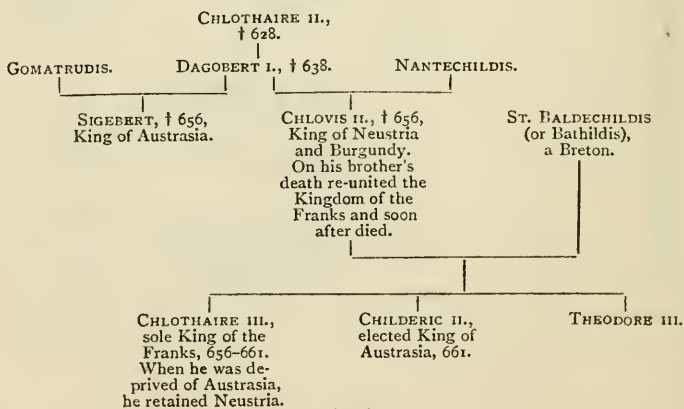 CHLOTHAIRE II.,
† 628.
GOMATRUDIS. DAGOBERT I., † 638. NANTECHILDIS.
SIGEBERT, † 656,
King of Austrasia.
CHLOVIS II., † 656,
King of Neustria
and Burgundy.
On his brother's
death re-united the
Kingdom of the
Franks and soon
after died.
ST. BALDECHILDIS
(or Bathildis),
a Breton.
CHLOTHAIRE III.,
sole King of the
Franks, 656-661.
When he was de-
prived of Austrasia,
he retained Neustria.
CHILDERIC II.,
elected King of
Austrasia, 661.
THEODORE III.